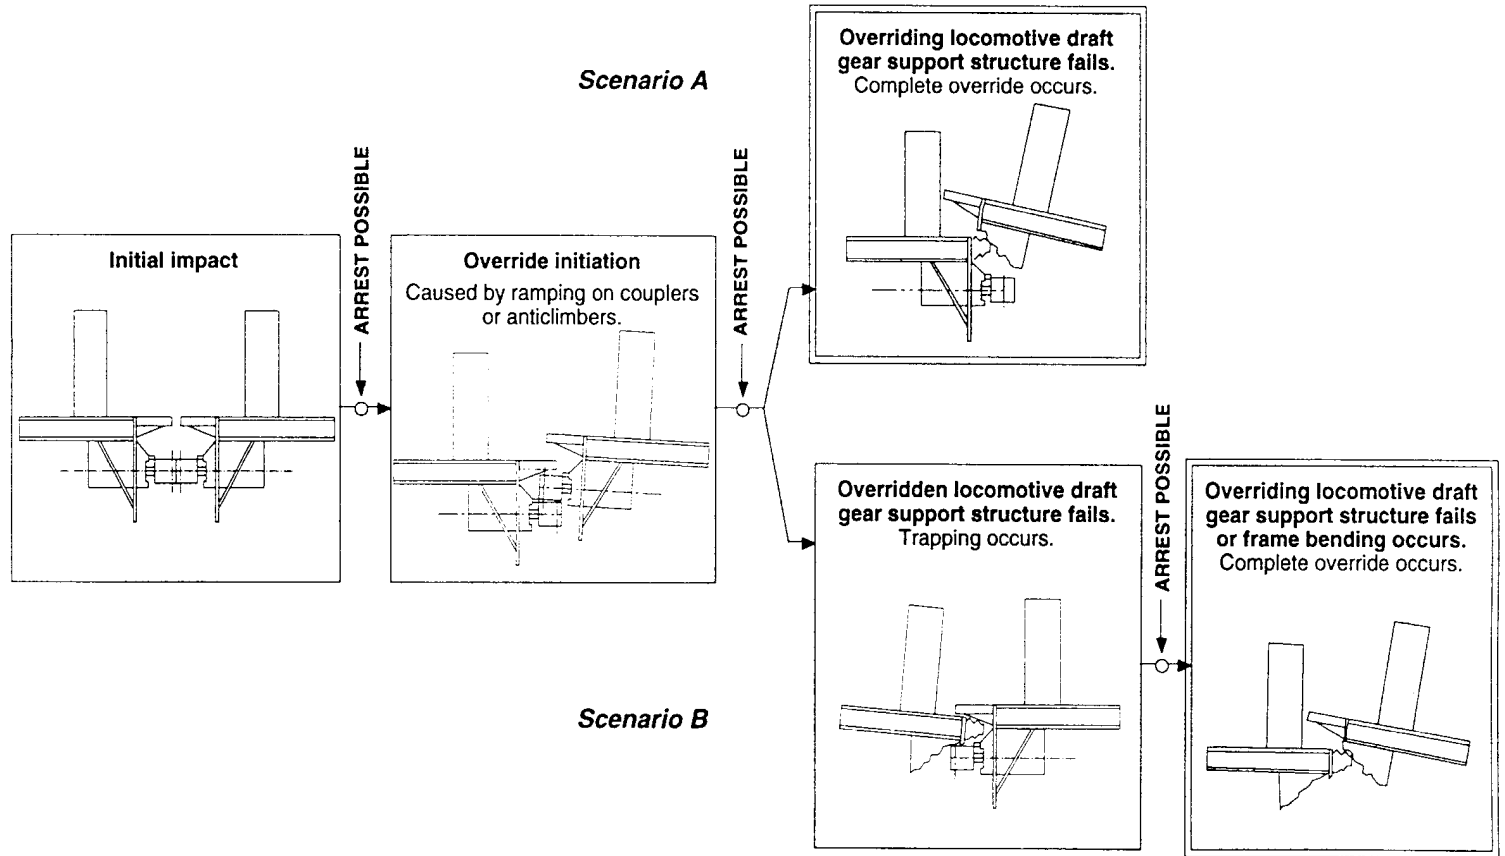 Scenario A
Overriding locomotive draft
gear support structure fails.
Complete override occurs.
ARREST POSSIBLE
ARREST POSSIBLE
Initial impact
Override initiation
Caused by ramping on couplers
or anticlimbers.
ARREST POSSIBLE
Overridden locomotive draft
gear support structure fails.
Trapping occurs.
Overriding locomotive draft
gear support structure fails
or frame bending occurs.
Complete override occurs.
Scenario B